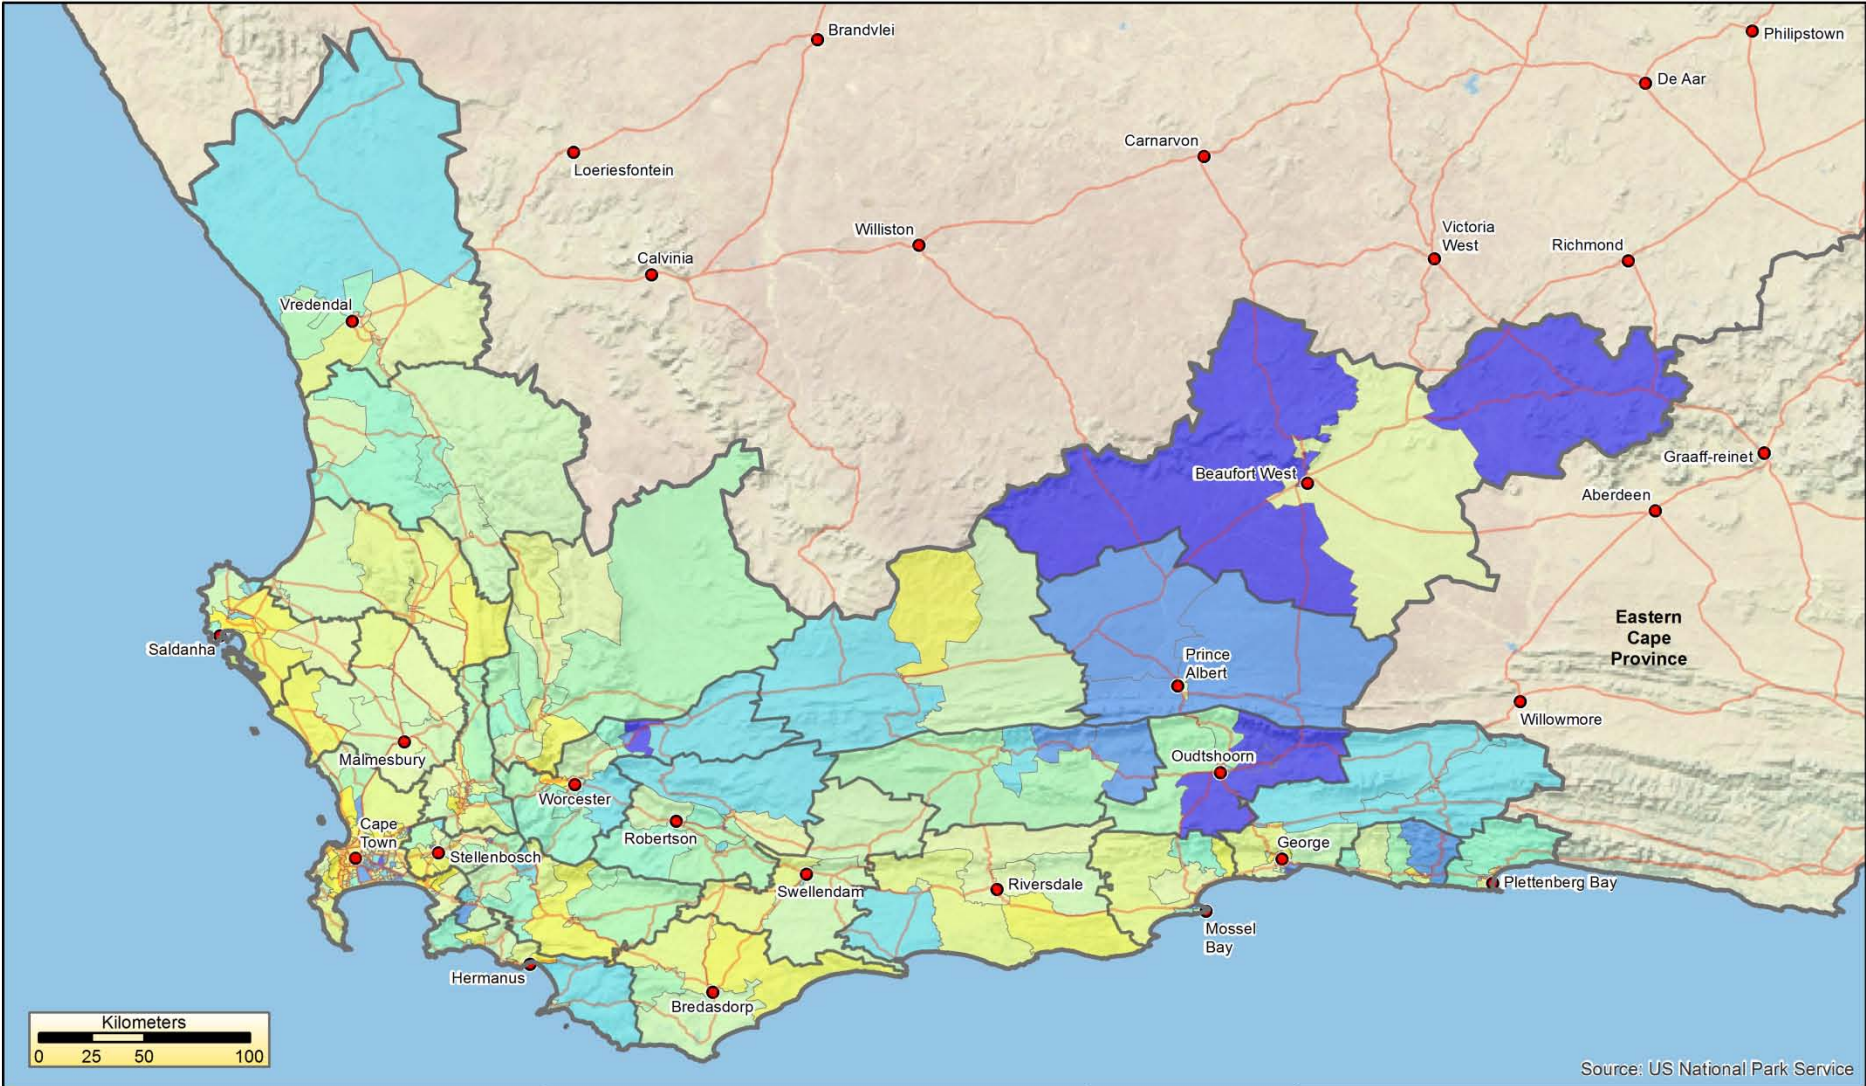 Brandvlei
Philipstown
De Aar
Carnarvon
Loeriesfontein
Williston
Victoria
West
Richmond
Calvinia
Vredendal
Graaff-reinet
Beaufort West
Aberdeen
Eastern
Cape
Province
Saldanha
Prince
Albert
Willowmore
Malmesbury
Oudtshoorn
Worcester
Cape
Town
Robertson
George
Stellenbosch
Swellendam
Riversdale
Plettenberg Bay
Mossel
Bay
Hermanus
Bredasdorp
Kilometers
0 25 50 100
Source: US National Park Service